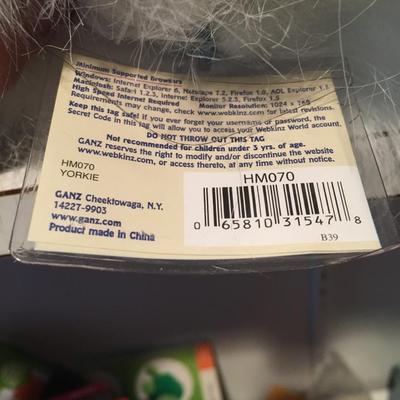 Minimum Supported Browsers
Windows: Internet Explorer 6, Netscape 7.2, Firefox 1.0, AOL Explorer 1.1
Macintosh: Safari 1.2.3, Internet Explorer 5.2.3, Firefox 1.5
High Speed Internet Required Monitor Resolution: 1024 x 768
Requirements may change, check www.webkinz.com for latest revisions.
Keep this tag safe! If you ever forget your username or password, the
Secret Code in this tag will allow you to access your Webkinz World account.
DO NOT THROW OUT THIS TAG
Not recommended for children under 3 yrs. of age.
GANZ reserves the right to modify and/or discontinue the website
www.webkinz.com, or access thereto, at any time without notice.
HM070
YORKIE
GANZ Cheektowaga, N.Y.
14227-9903
www.ganz.com
Product made in China
HM070
0 65810 31547 8
B39